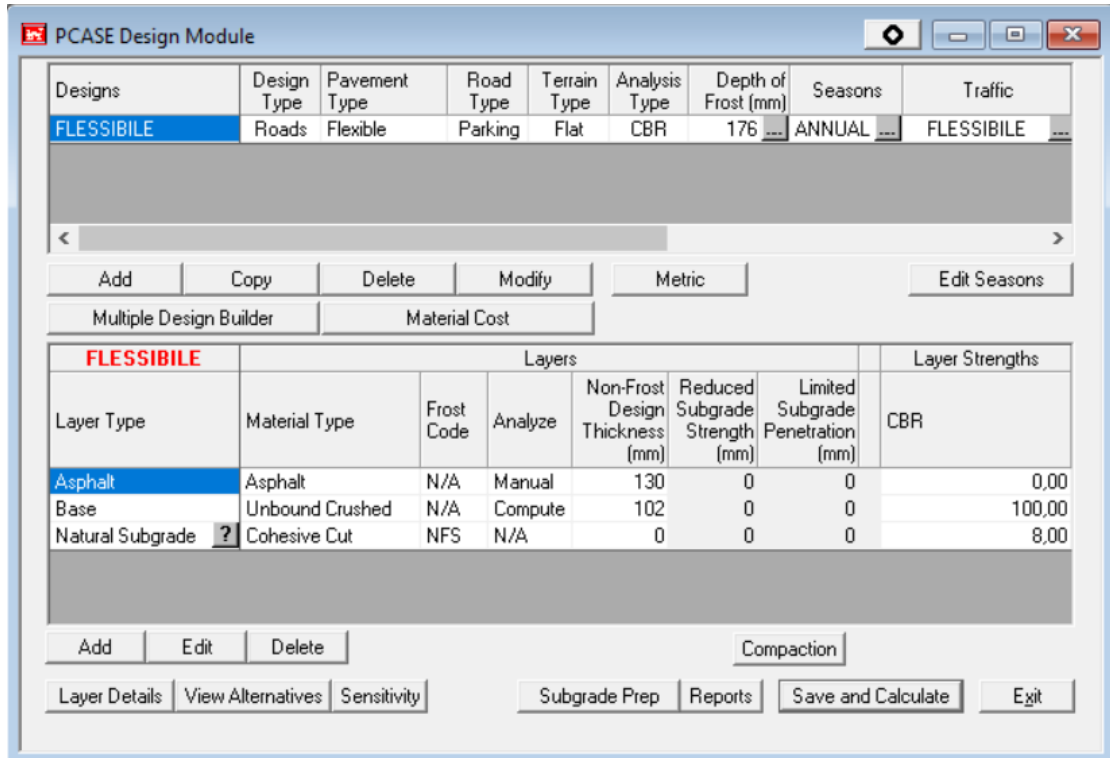 PCASE Design Module
Designs Design Type Pavement Type Road Type Terrain Type Analysis Type Depth of Frost (mm) Seasons Traffic
FLESSIBILE Roads Flexible Parking Flat CBR 176 ... ANNUAL ... FLESSIBILE ...
Add Copy Delete Modify Metric Edit Seasons
Multiple Design Builder Material Cost
FLESSIBILE Layers Layer Strengths
Layer Type Material Type Frost Code Analyze Non-Frost Design Thickness (mm) Reduced Subgrade Strength (mm) Limited Subgrade Penetration (mm) CBR
Asphalt Asphalt N/A Manual 130 0 0 0,00
Base Unbound Crushed N/A Compute 102 0 0 100,00
Natural Subgrade ? Cohesive Cut NFS N/A 0 0 0 8,00
Add Edit Delete Compaction
Layer Details View Alternatives Sensitivity Subgrade Prep Reports Save and Calculate Exit